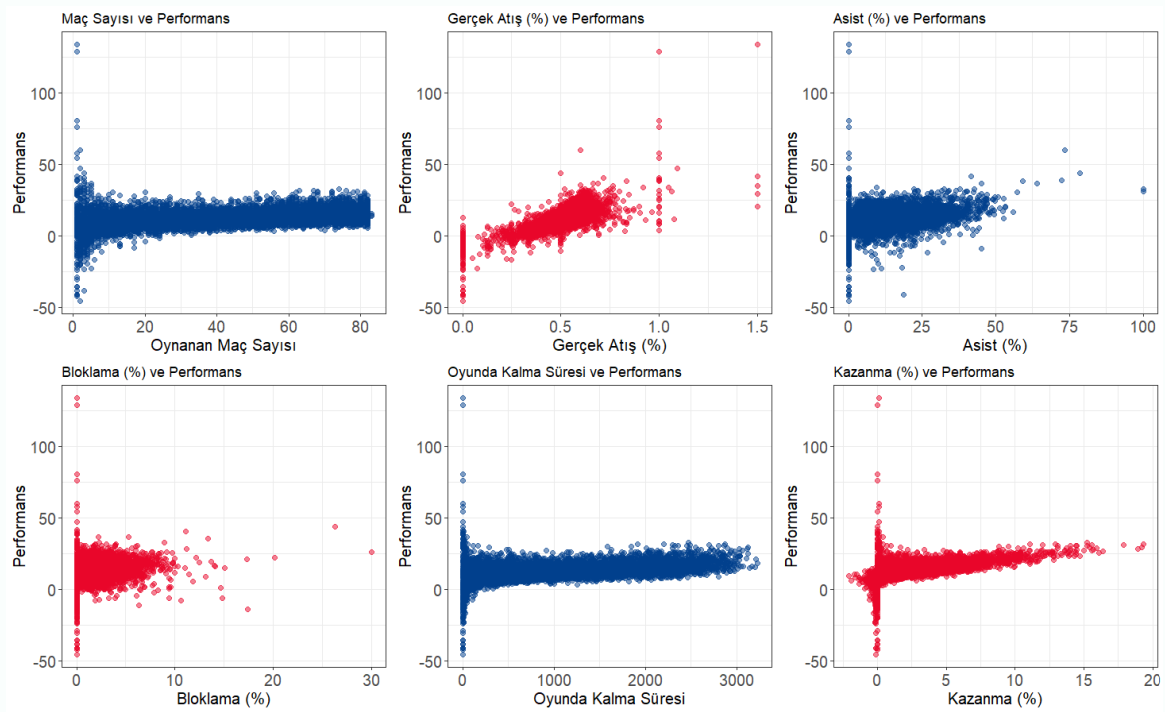 Maç Sayısı ve Performans
Performans
100
50
0
-50
0 20 40 60 80
Oynanan Maç Sayısı
Gerçek Atış (%) ve Performans
Performans
100
50
0
-50
0.0 0.5 1.0 1.5
Gerçek Atış (%)
Asist (%) ve Performans
Performans
100
50
0
-50
0 25 50 75 100
Asist (%)
Bloklama (%) ve Performans
Performans
100
50
0
-50
0 10 20 30
Bloklama (%)
Oyunda Kalma Süresi ve Performans
Performans
100
50
0
-50
0 1000 2000 3000
Oyunda Kalma Süresi
Kazanma (%) ve Performans
Performans
100
50
0
-50
0 5 10 15 20
Kazanma (%)